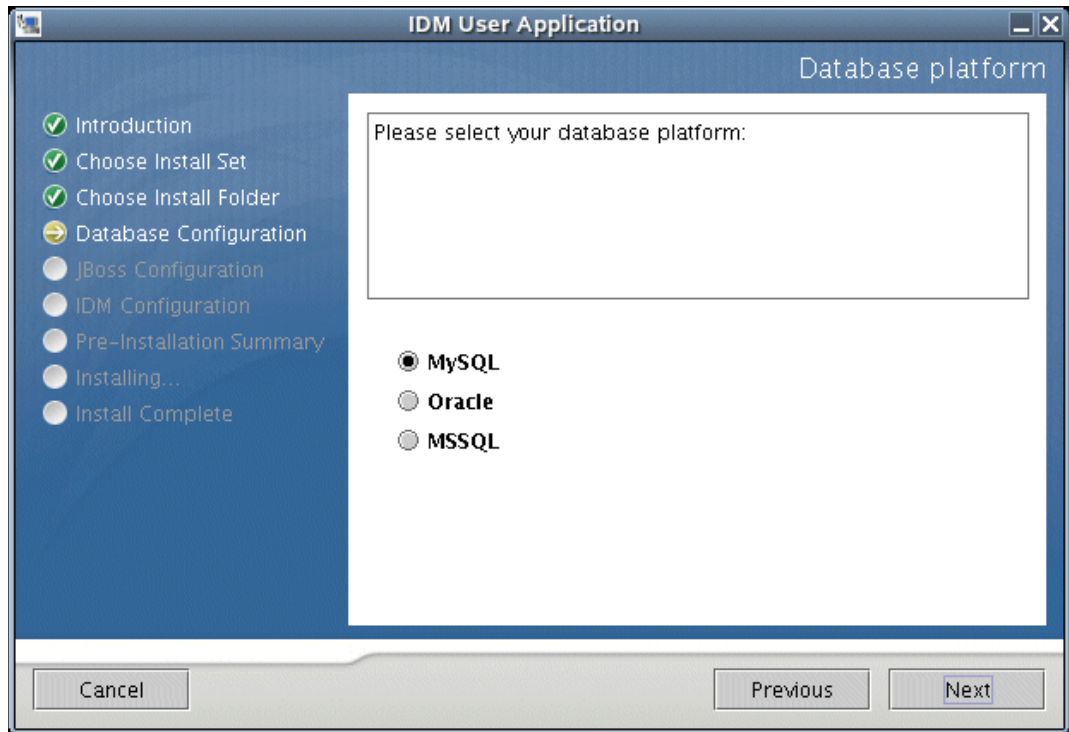 IDM User Application
Database platform
Introduction
Choose Install Set
Choose Install Folder
Database Configuration
JBoss Configuration
IDM Configuration
Pre-Installation Summary
Installing...
Install Complete
Please select your database platform:
MySQL
Oracle
MSSQL
Cancel
Previous
Next